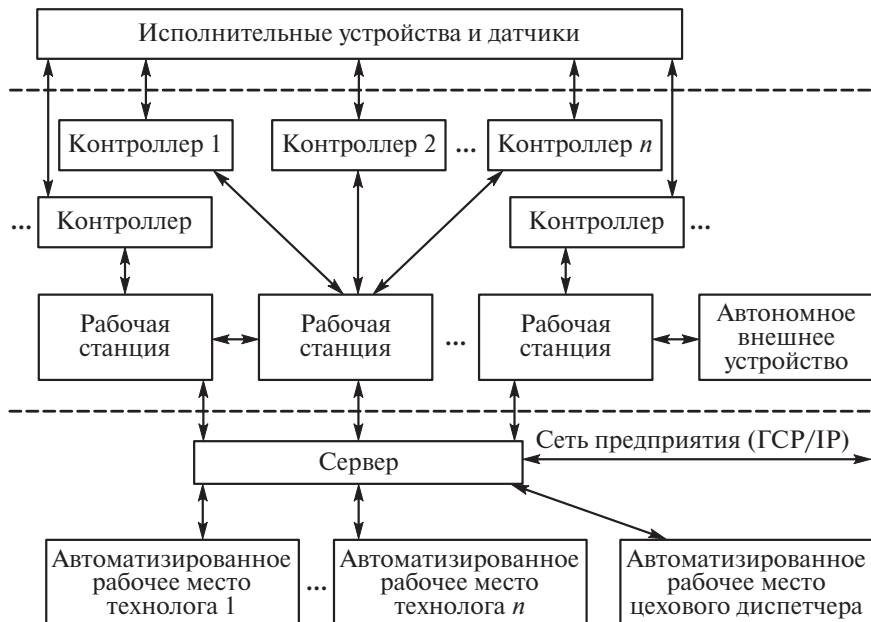 Исполнительные устройства и датчики
Контроллер 1
Контроллер 2
...
Контроллер n
...
Контроллер
Контроллер
...
Рабочая
станция
Рабочая
станция
...
Рабочая
станция
Автономное
внешнее
устройство
Сервер
Сеть предприятия (ГСР/IP)
Автоматизированное
рабочее место
технолога 1
...
Автоматизированное
рабочее место
технолога n
Автоматизированное
рабочее место
цехового диспетчера